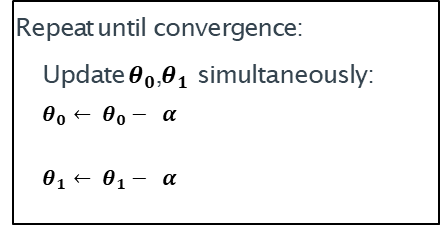 Repeat until convergence:
Update θ₀,θ₁ simultaneously:
θ₀ ← θ₀ − α
θ₁ ← θ₁ − α